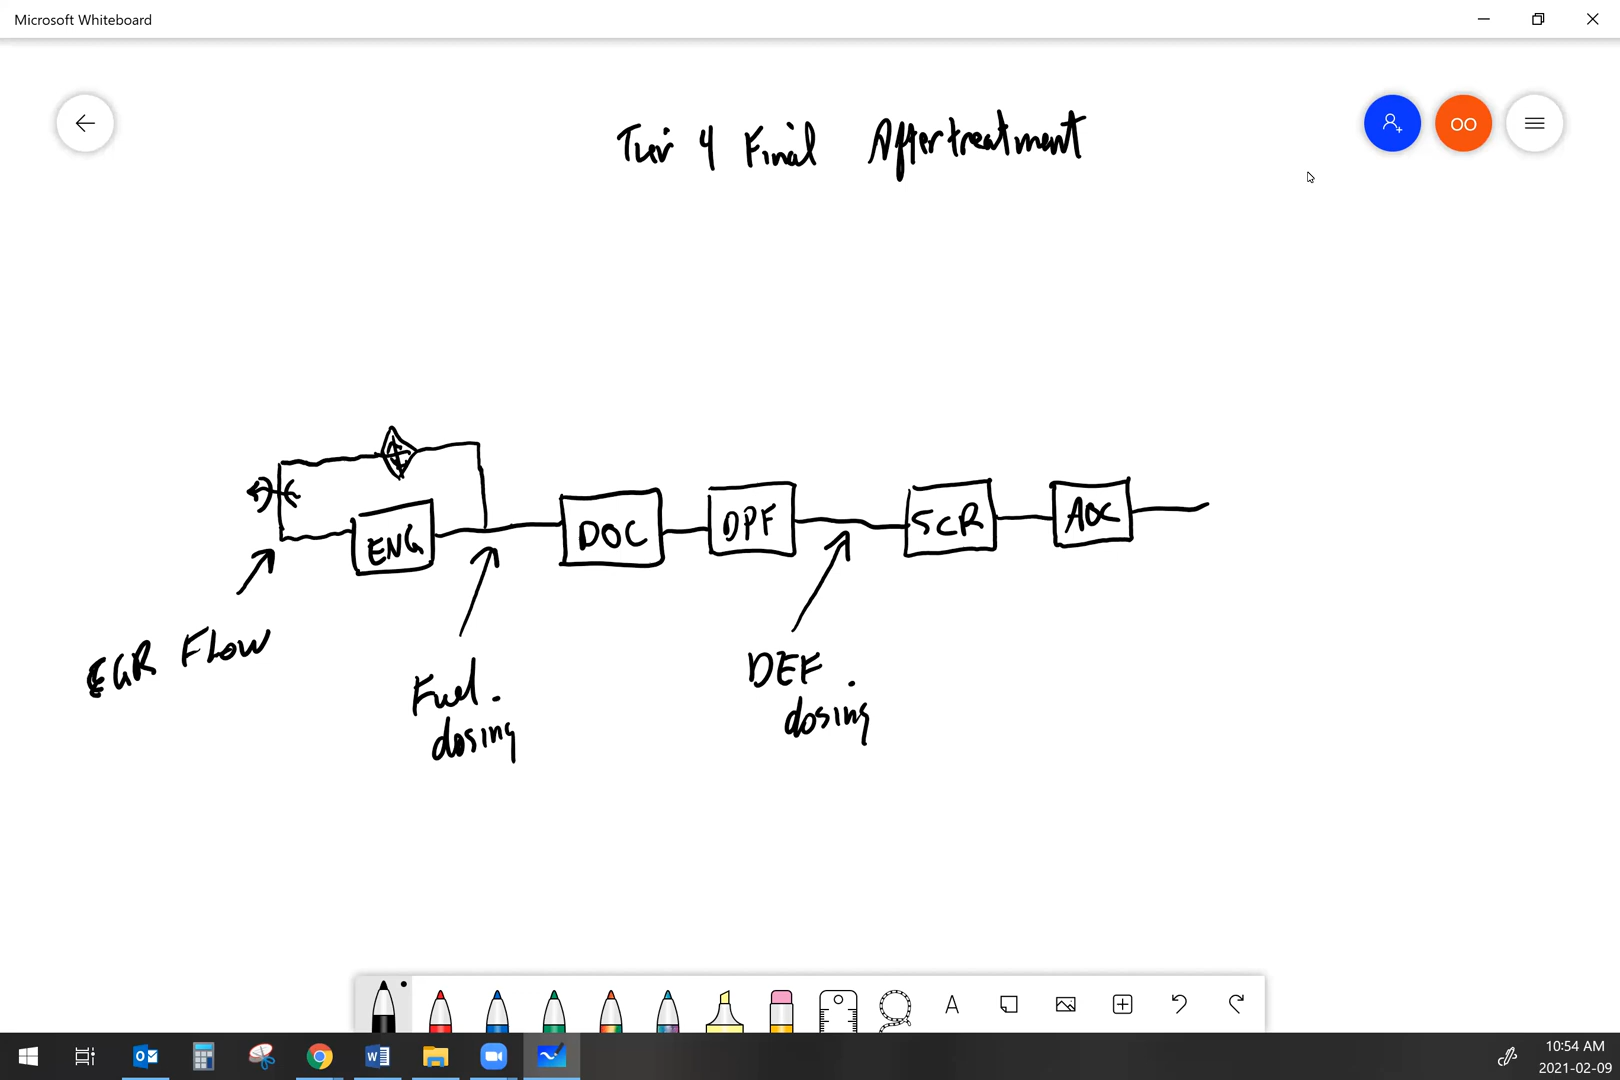 Microsoft Whiteboard
Tier 4 Final Aftertreatment
OO
ENG
DOC
DPF
SCR
AOC
EGR Flow
Fuel
dosing
DEF
dosing
A
10:54 AM
2021-02-09